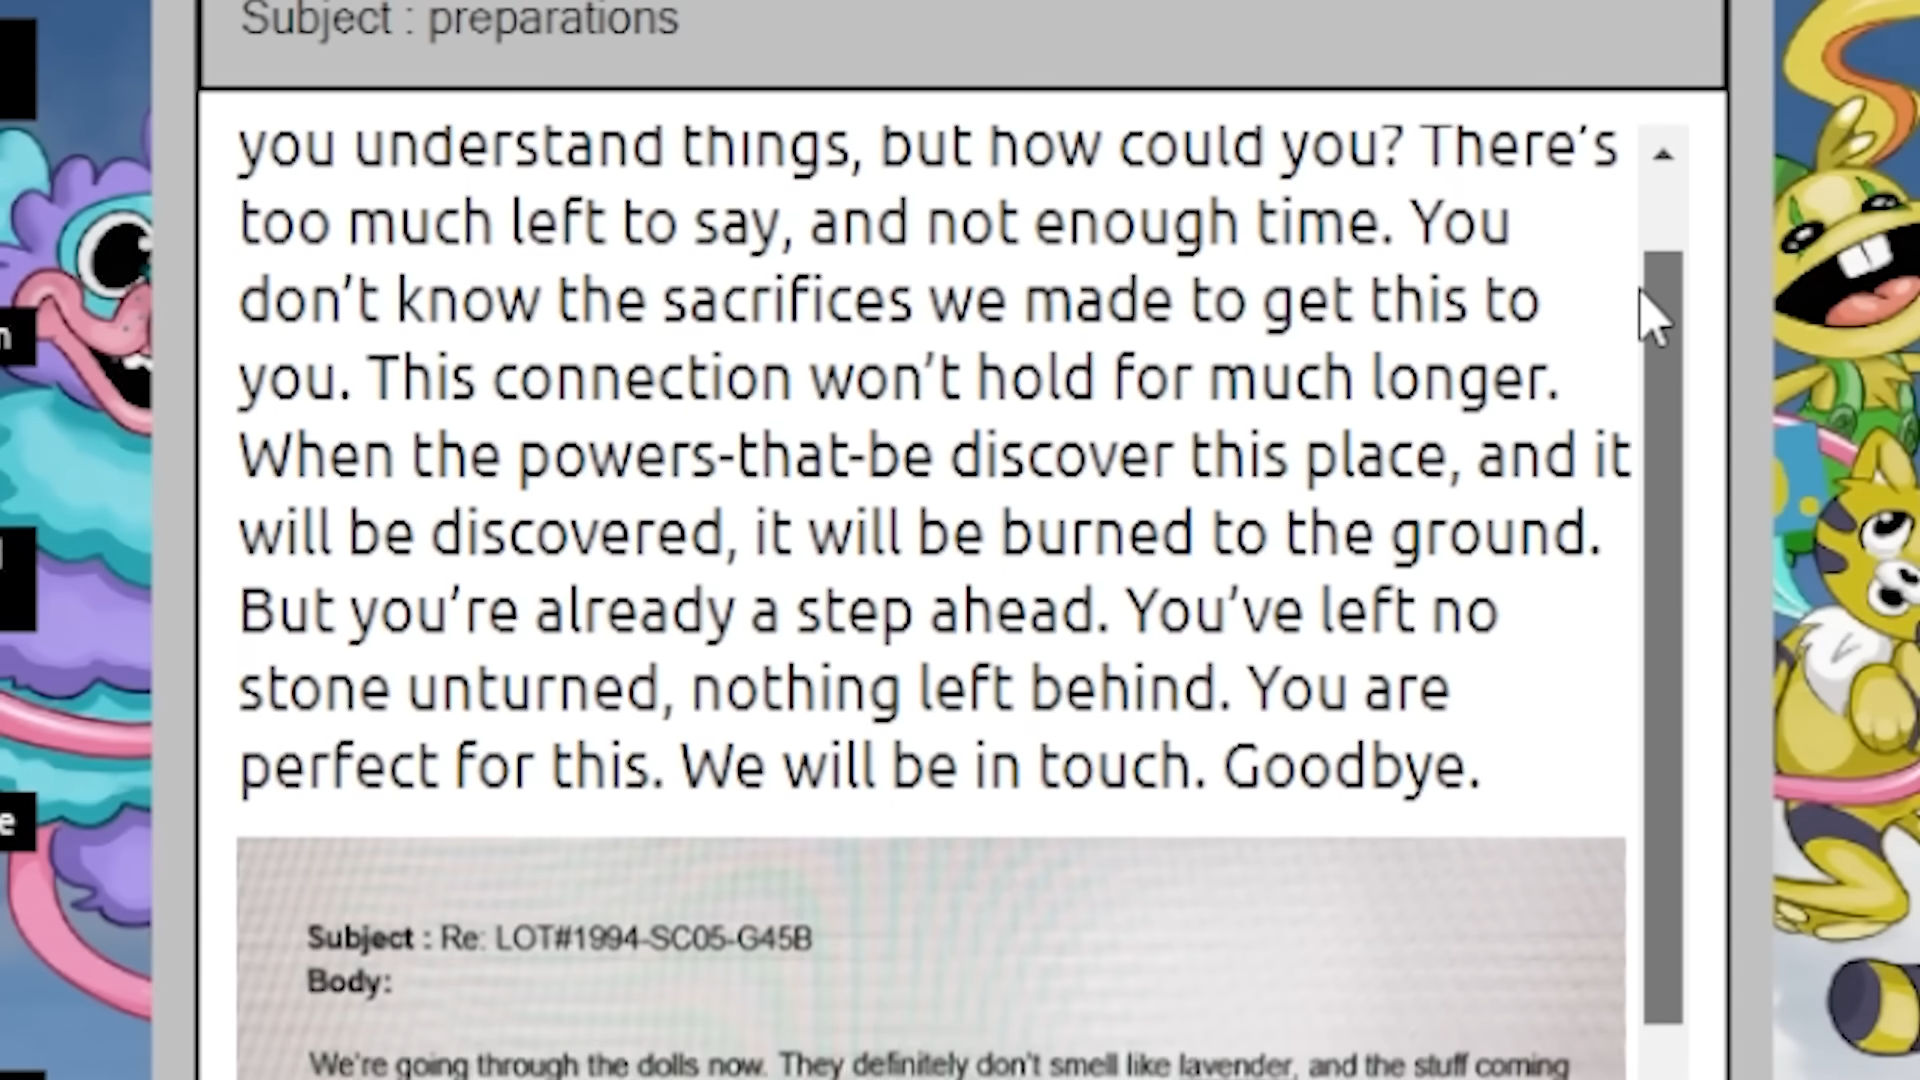 Subject : preparations
you understand things, but how could you? There's
too much left to say, and not enough time. You
don't know the sacrifices we made to get this to
you. This connection won't hold for much longer.
When the powers-that-be discover this place, and it
will be discovered, it will be burned to the ground.
But you're already a step ahead. You've left no
stone unturned, nothing left behind. You are
perfect for this. We will be in touch. Goodbye.
Subject : Re: LOT#1994-SC05-G45B
Body:
We're going through the dolls now. They definitely don't smell like lavender, and the stuff coming
n
e